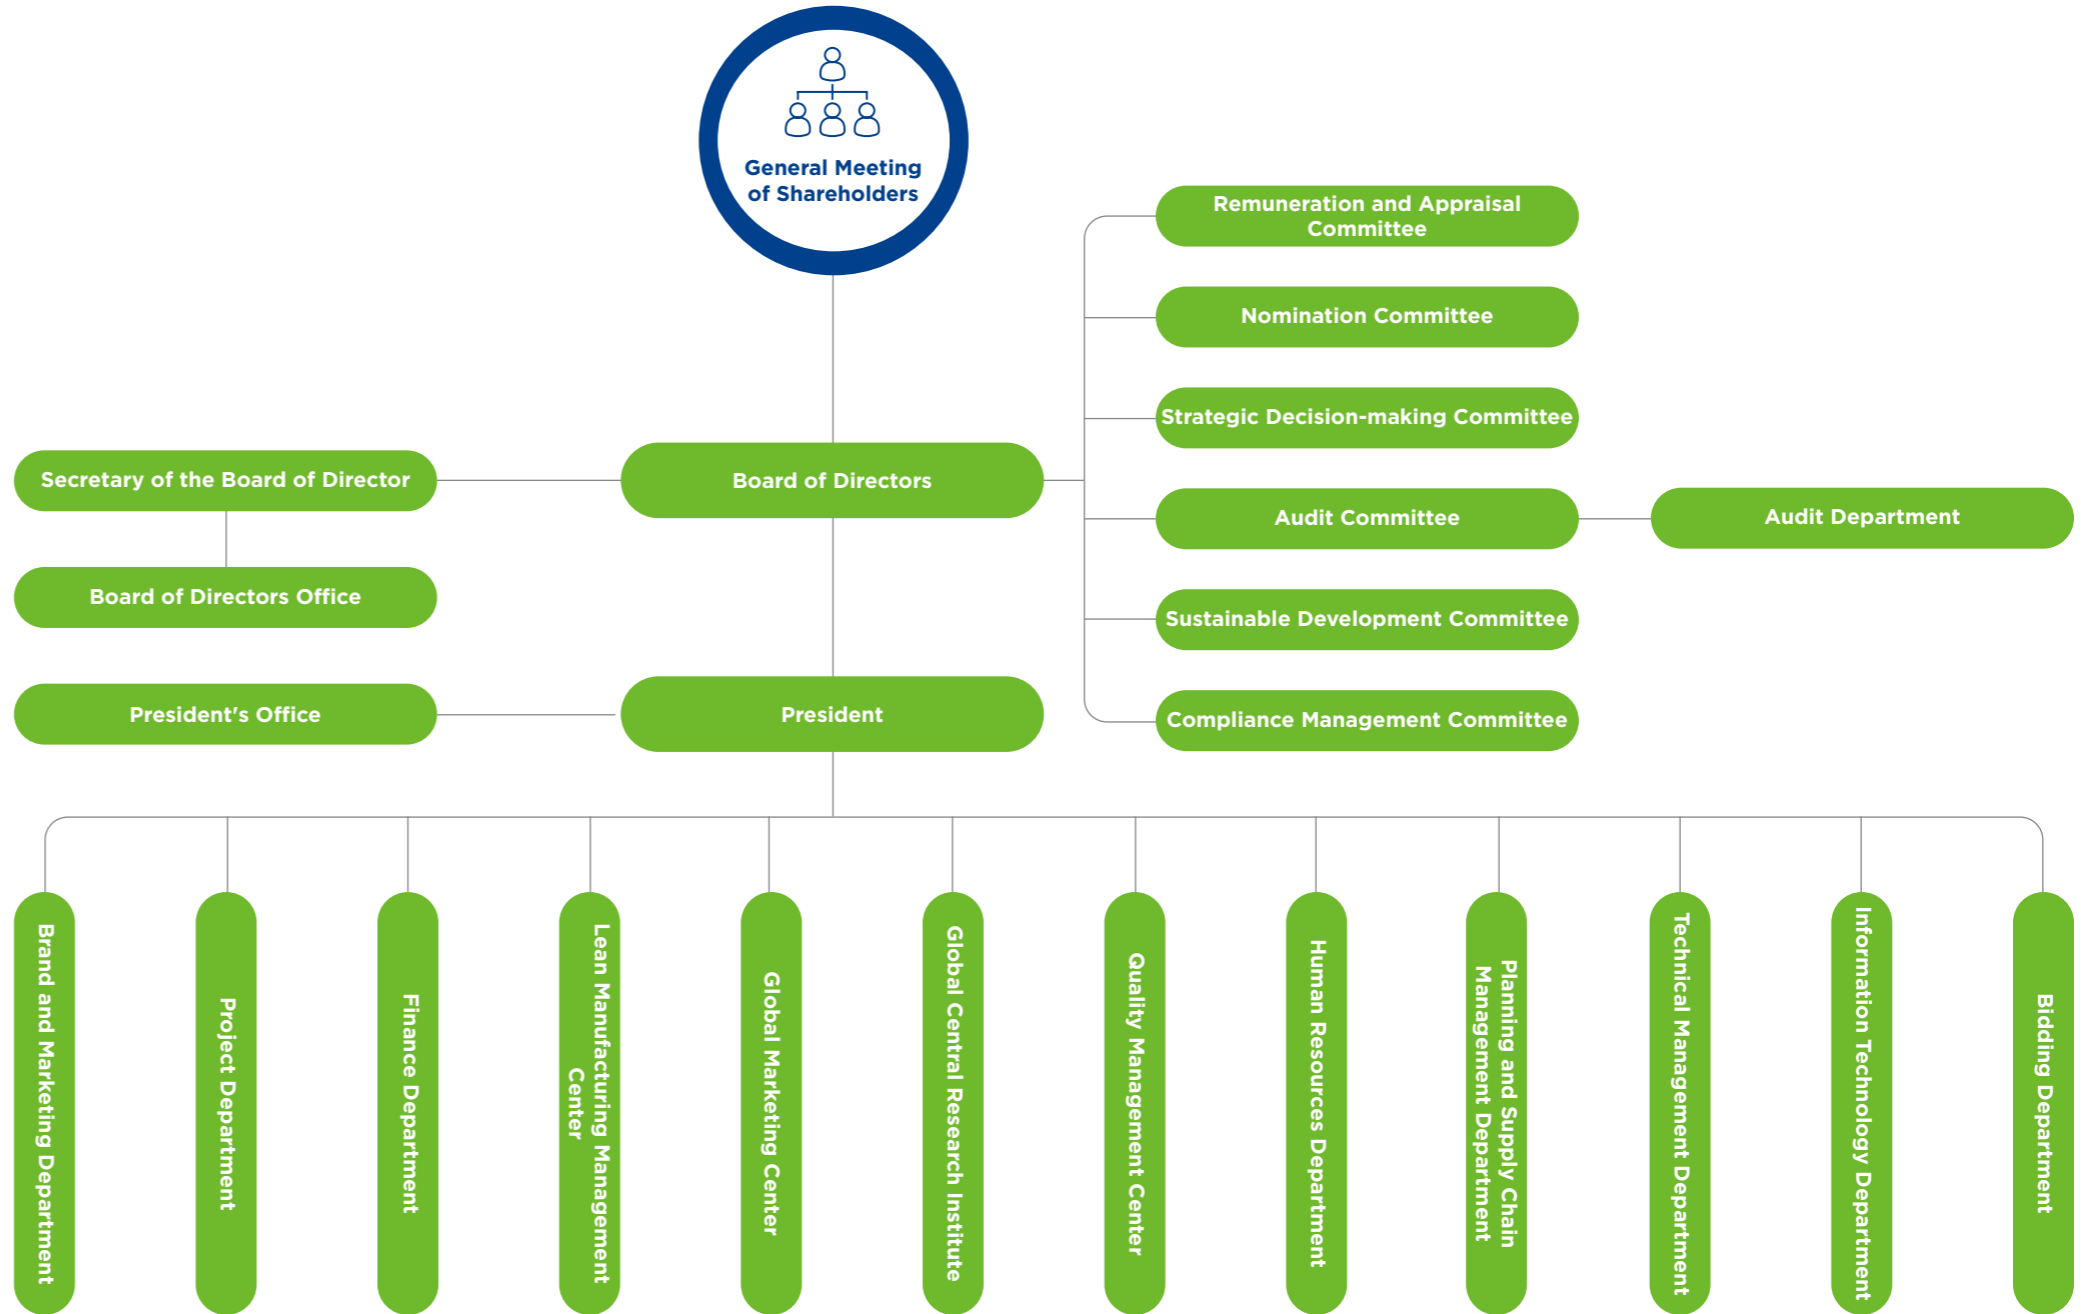 General Meeting
of Shareholders
Remuneration and Appraisal
Committee
Nomination Committee
Strategic Decision-making Committee
Secretary of the Board of Director
Board of Directors
Audit Committee
Audit Department
Board of Directors Office
Sustainable Development Committee
President's Office
President
Compliance Management Committee
Brand and Marketing Department
Project Department
Finance Department
Lean Manufacturing Management
Center
Global Marketing Center
Global Central Research Institute
Quality Management Center
Human Resources Department
Planning and Supply Chain
Management Department
Technical Management Department
Information Technology Department
Bidding Department